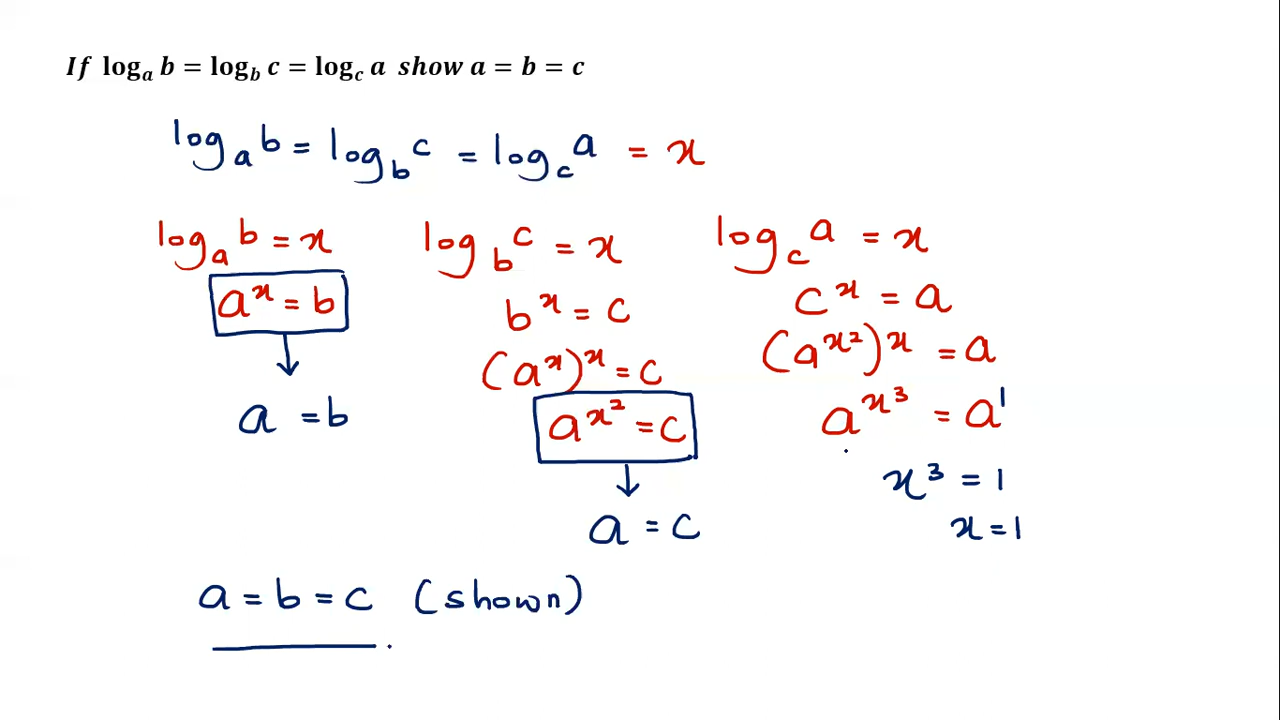 If log_a b = log_b c = log_c a show a = b = c
log_a b = log_b c = log_c a = x
log_a b = x
a^x = b
a = b
log_b c = x
b^x = c
(a^x)^x = c
a^x² = c
a = c
log_c a = x
c^x = a
(a^x²)^x = a
a^x³ = a¹
x³ = 1
x = 1
a = b = c (shown)